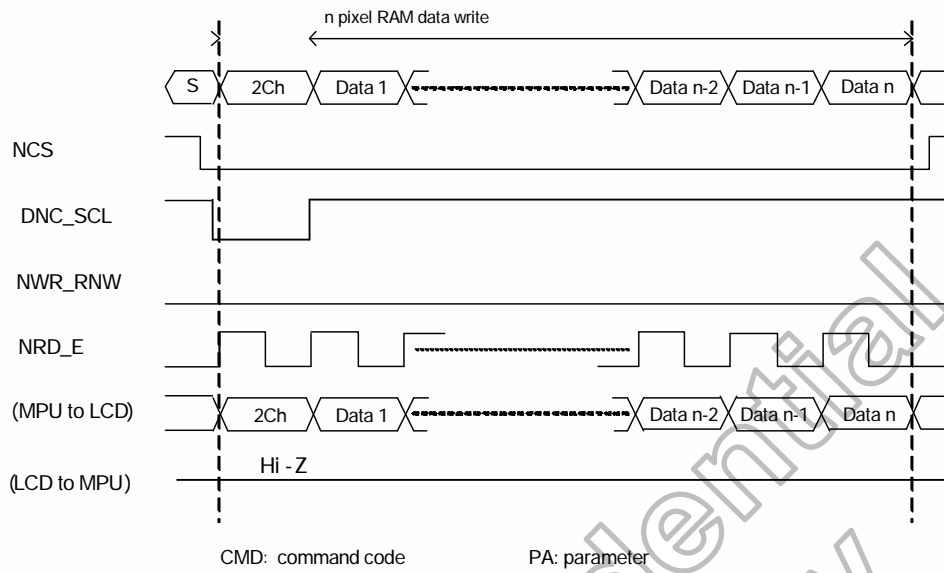 n pixel RAM data write
S 2Ch Data 1 Data n-2 Data n-1 Data n
NCS
DNC_SCL
NWR_RNW
NRD_E
(MPU to LCD) 2Ch Data 1 Data n-2 Data n-1 Data n
Hi - Z
(LCD to MPU)
CMD: command code PA: parameter